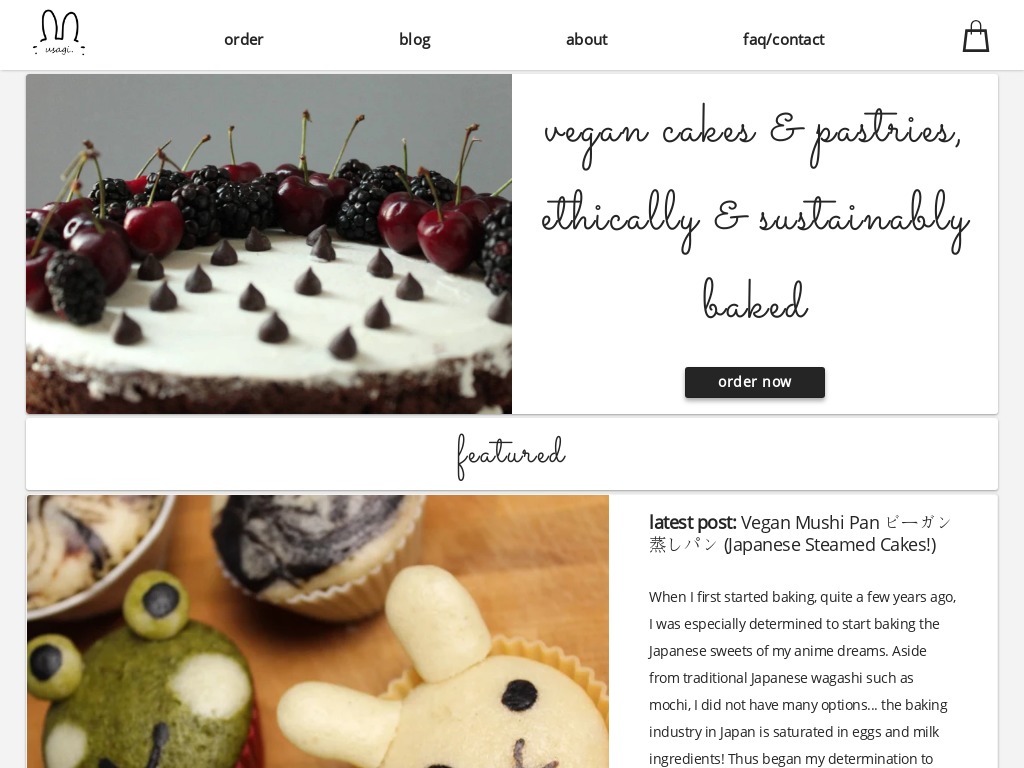 usagi.
order
blog
about
faq/contact
vegan cakes & pastries,
ethically & sustainably
baked
order now
featured
latest post: Vegan Mushi Pan ビーガン
蒸しパン (Japanese Steamed Cakes!)
When I first started baking, quite a few years ago,
I was especially determined to start baking the
Japanese sweets of my anime dreams. Aside
from traditional Japanese wagashi such as
mochi, I did not have many options... the baking
industry in Japan is saturated in eggs and milk
ingredients! Thus began my determination to